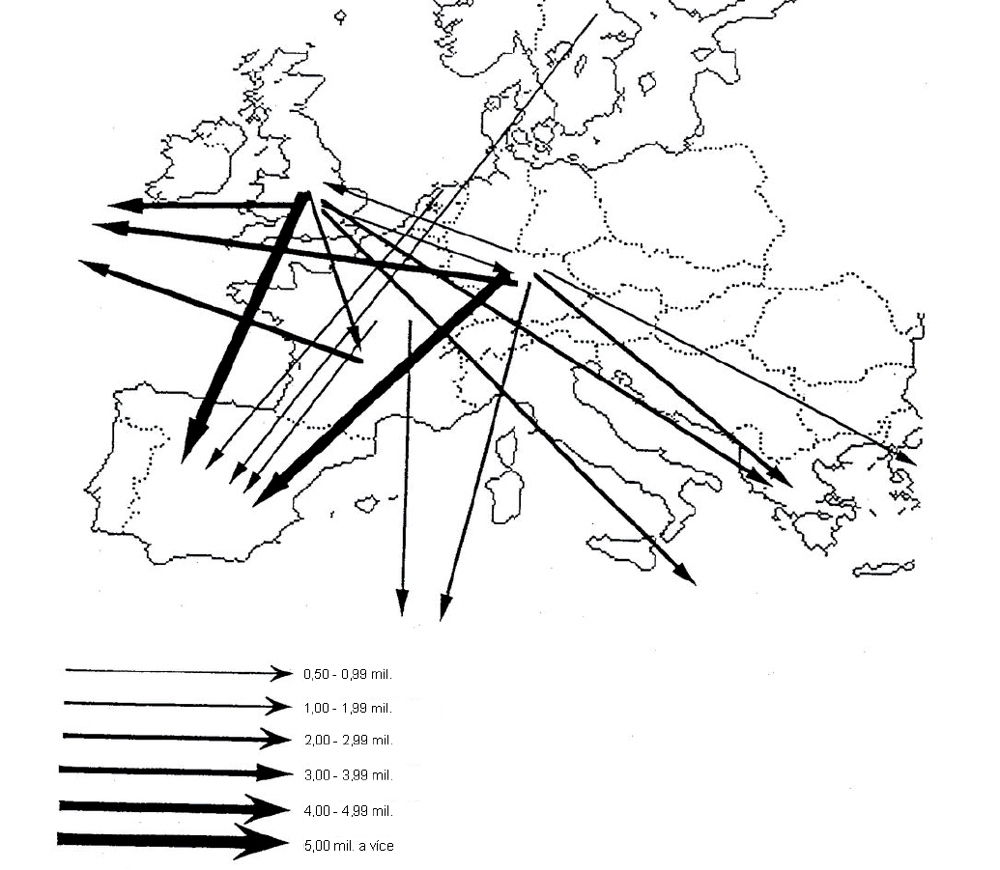 0,50 - 0,99 mil.
1,00 - 1,99 mil.
2,00 - 2,99 mil.
3,00 - 3,99 mil.
4,00 - 4,99 mil.
5,00 mil. a více